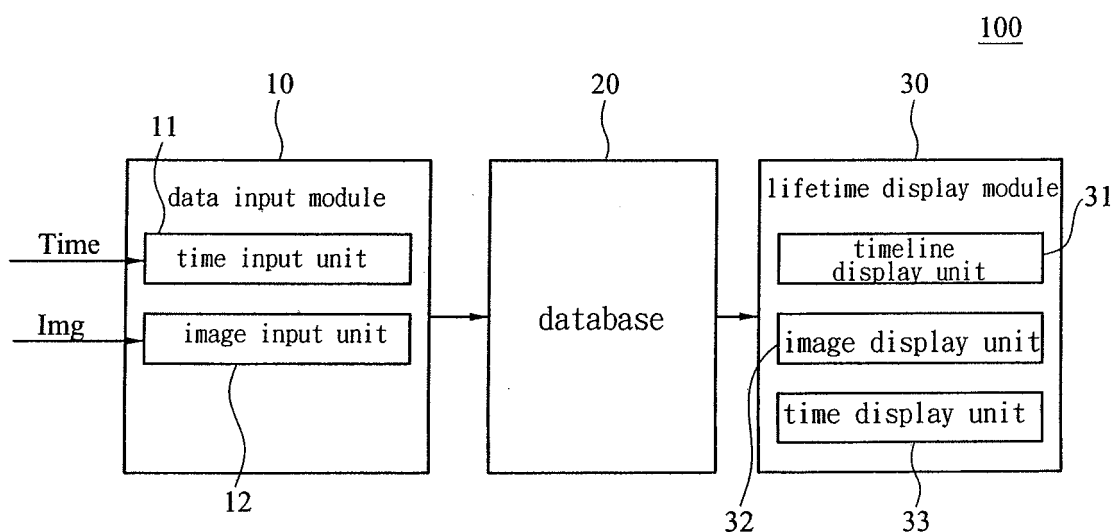 100
10
20
30
11
data input module
lifetime display module
31
Time
time input unit
timeline
display unit
Img
image input unit
database
image display unit
time display unit
12
32
33